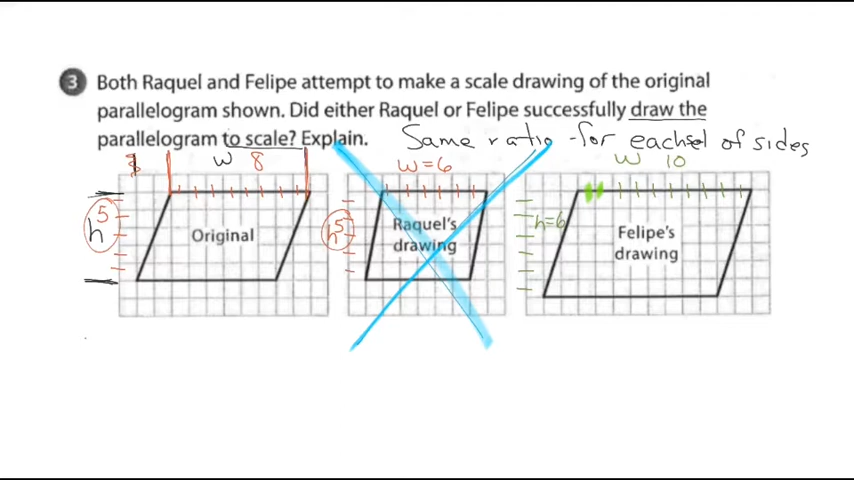 3 Both Raquel and Felipe attempt to make a scale drawing of the original
parallelogram shown. Did either Raquel or Felipe successfully draw the
parallelogram to scale? Explain. Same ratio for each set of sides
w 8
w=6
w 10
5
h
Original
h 5
Raquel's
drawing
h=6
Felipe's
drawing